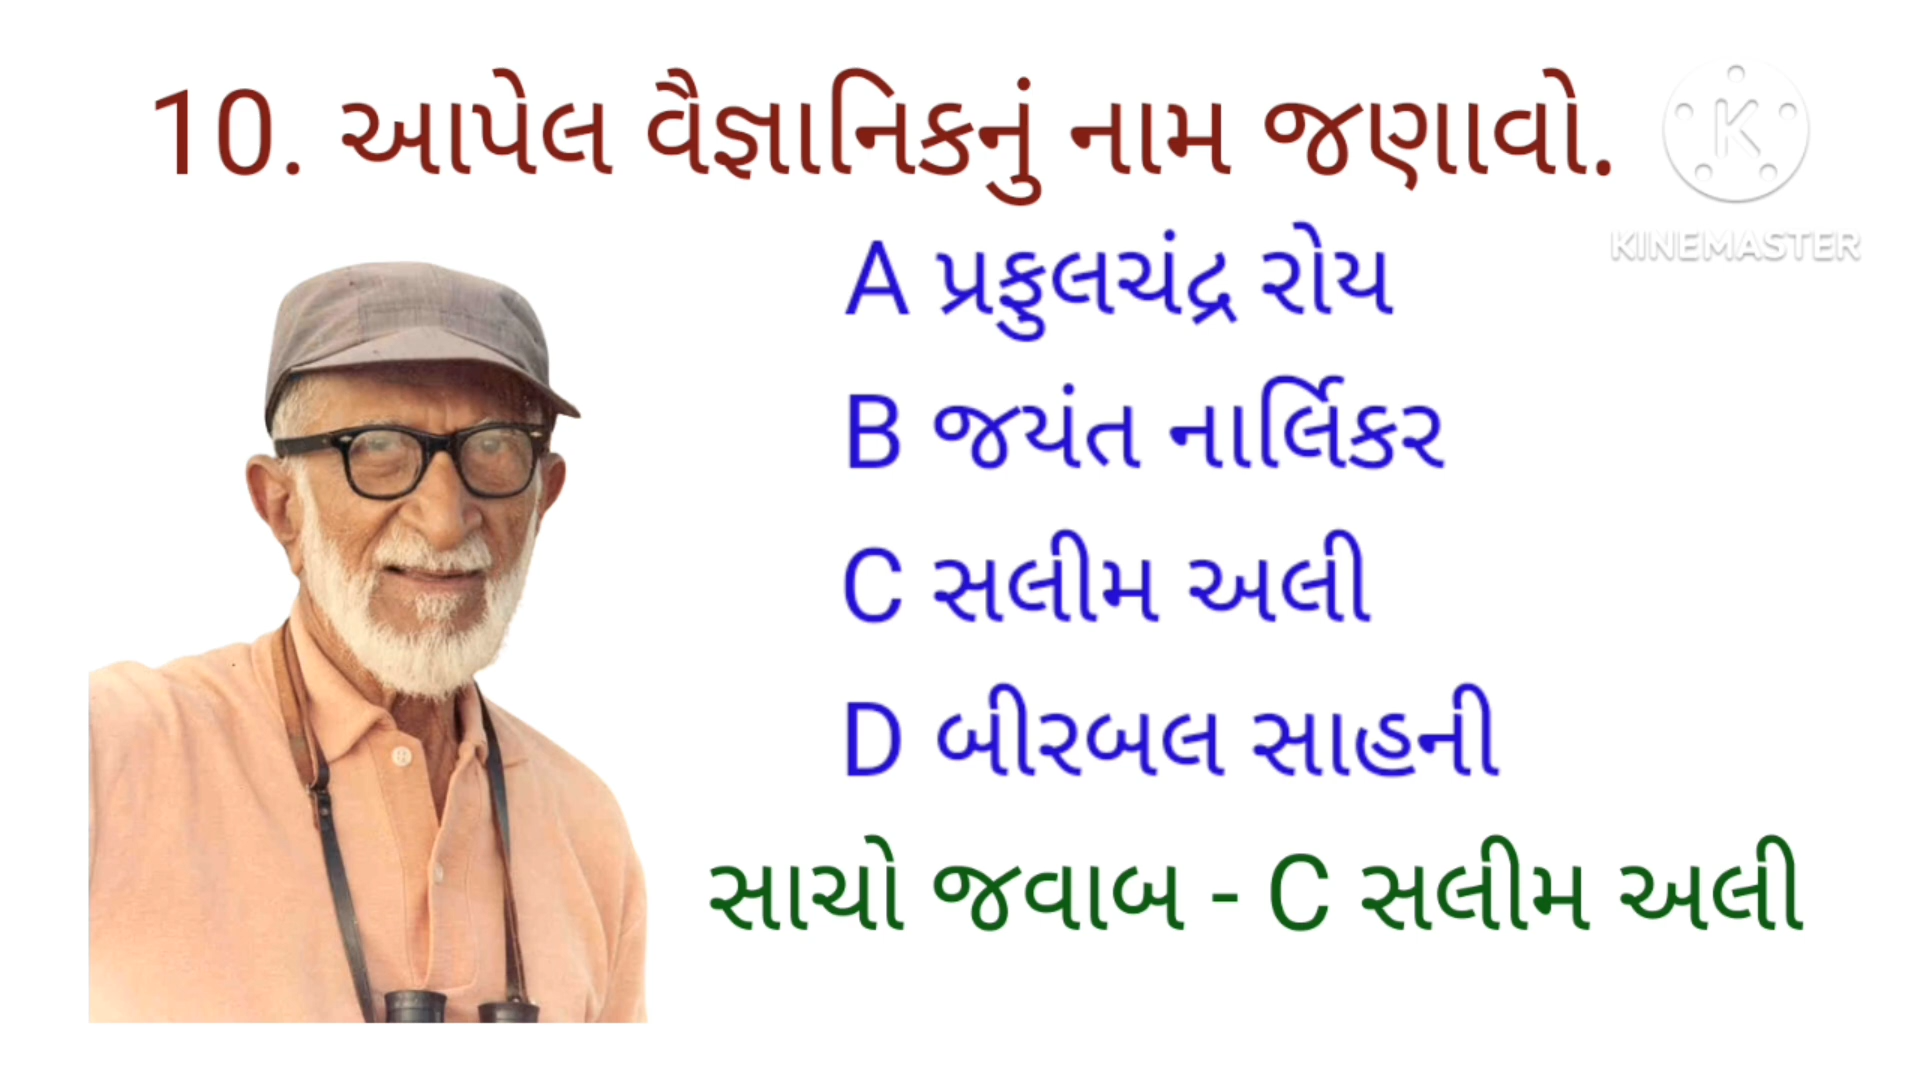 10. આપેલ વૈજ્ઞાનિકનું નામ જણાવો.
KINEMASTER
A પ્રફુલચંદ્ર રોય
B જયંત નાર્લિકર
C સલીમ અલી
D બીરબલ સાહની
સાચો જવાબ - C સલીમ અલી